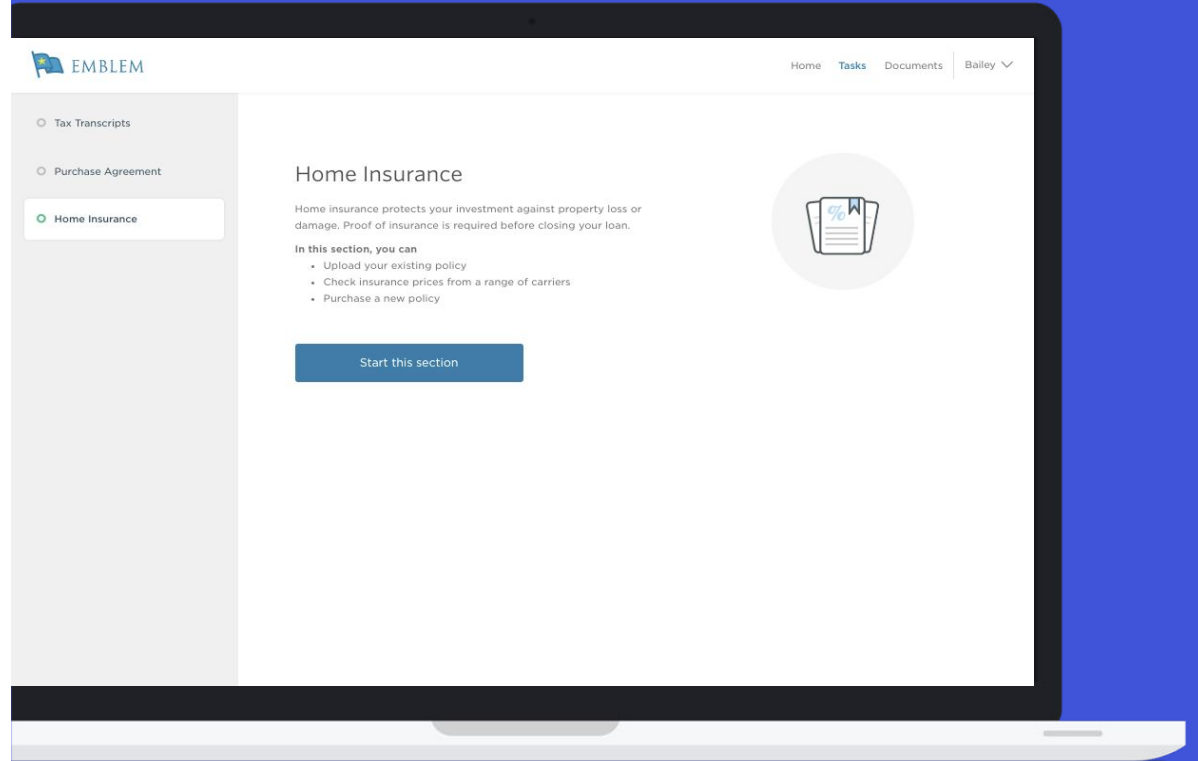 EMBLEM
Home Tasks Documents Bailey
Tax Transcripts
Purchase Agreement
Home Insurance
Home Insurance
Home insurance protects your investment against property loss or
damage. Proof of insurance is required before closing your loan.
In this section, you can
• Upload your existing policy
• Check insurance prices from a range of carriers
• Purchase a new policy
%
Start this section